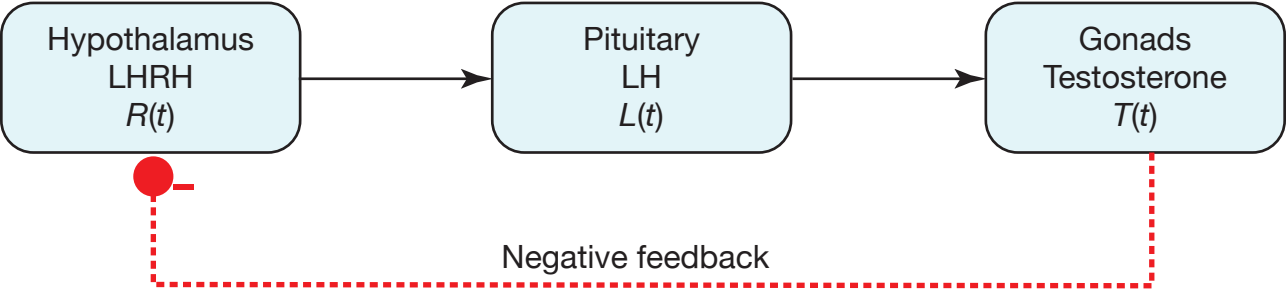 Hypothalamus
LHRH
R(t)
Pituitary
LH
L(t)
Gonads
Testosterone
T(t)
–
Negative feedback